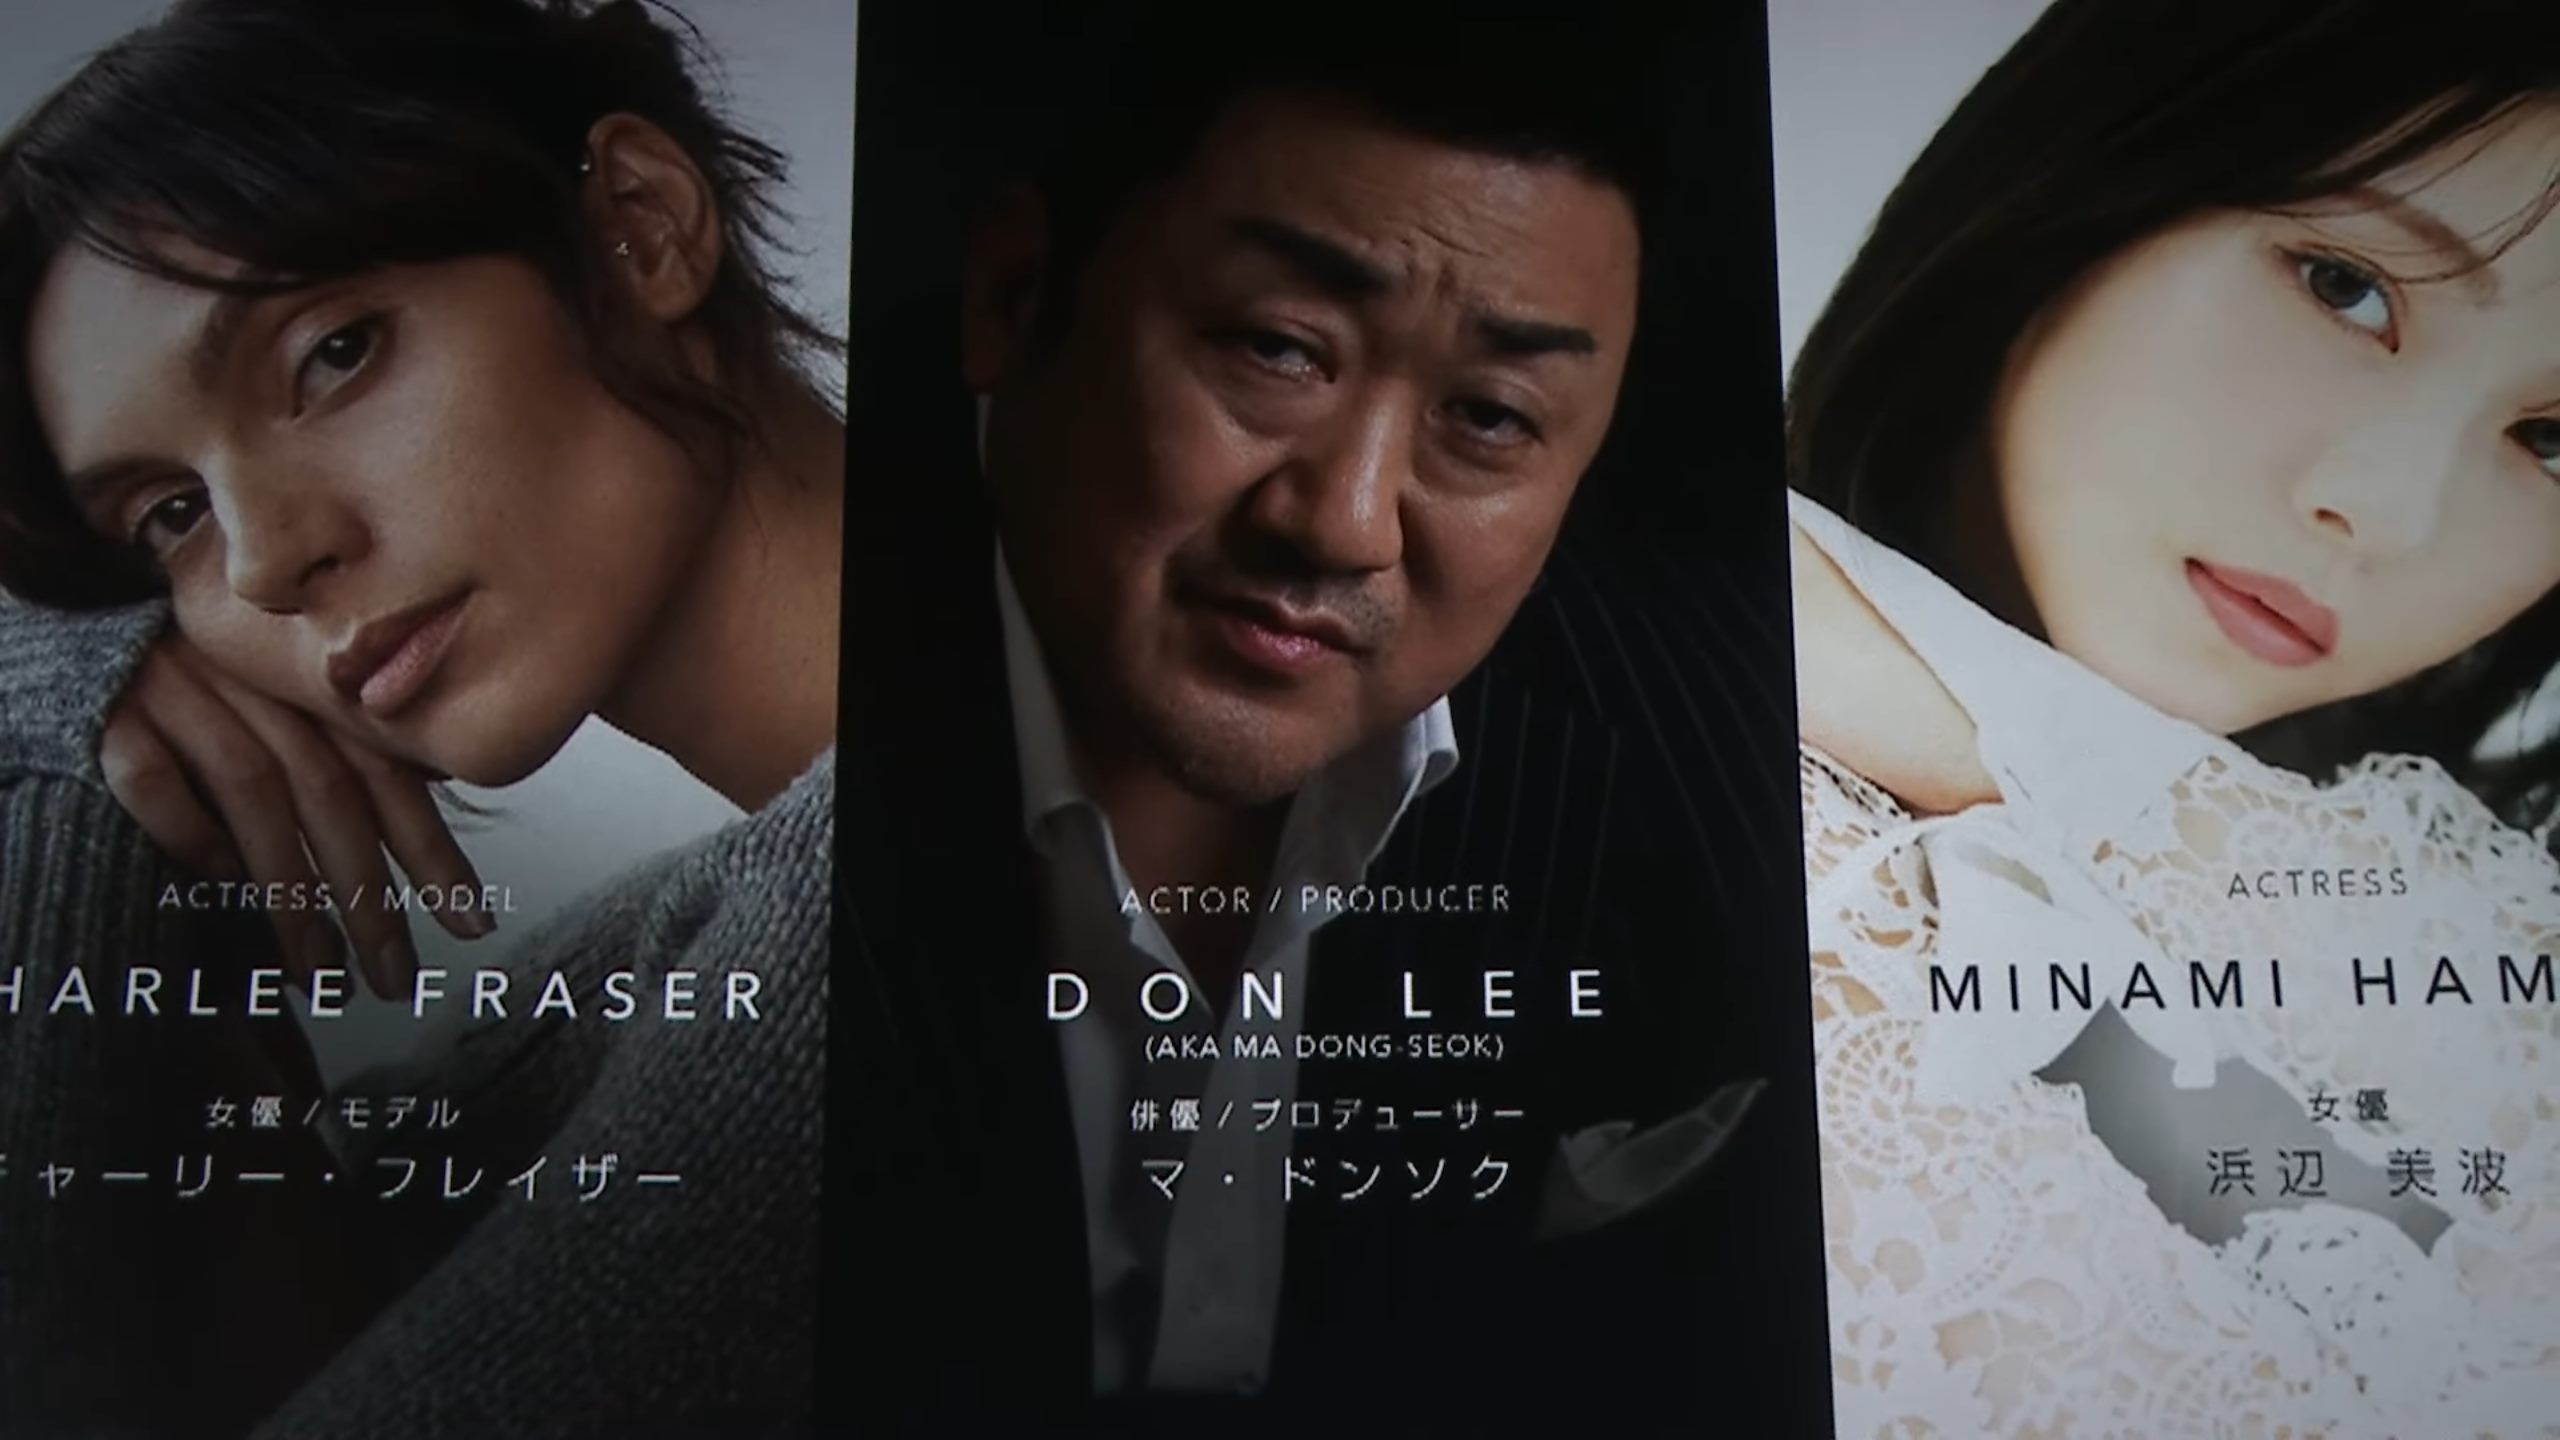 ACTRESS / MODEL
HARLEE FRASER
女優 / モデル
チャーリー・フレイザー
ACTOR / PRODUCER
DON LEE
(AKA MA DONG-SEOK)
俳優 / プロデューサー
マ・ドンソク
ACTRESS
MINAMI HAM
女優
浜辺 美波